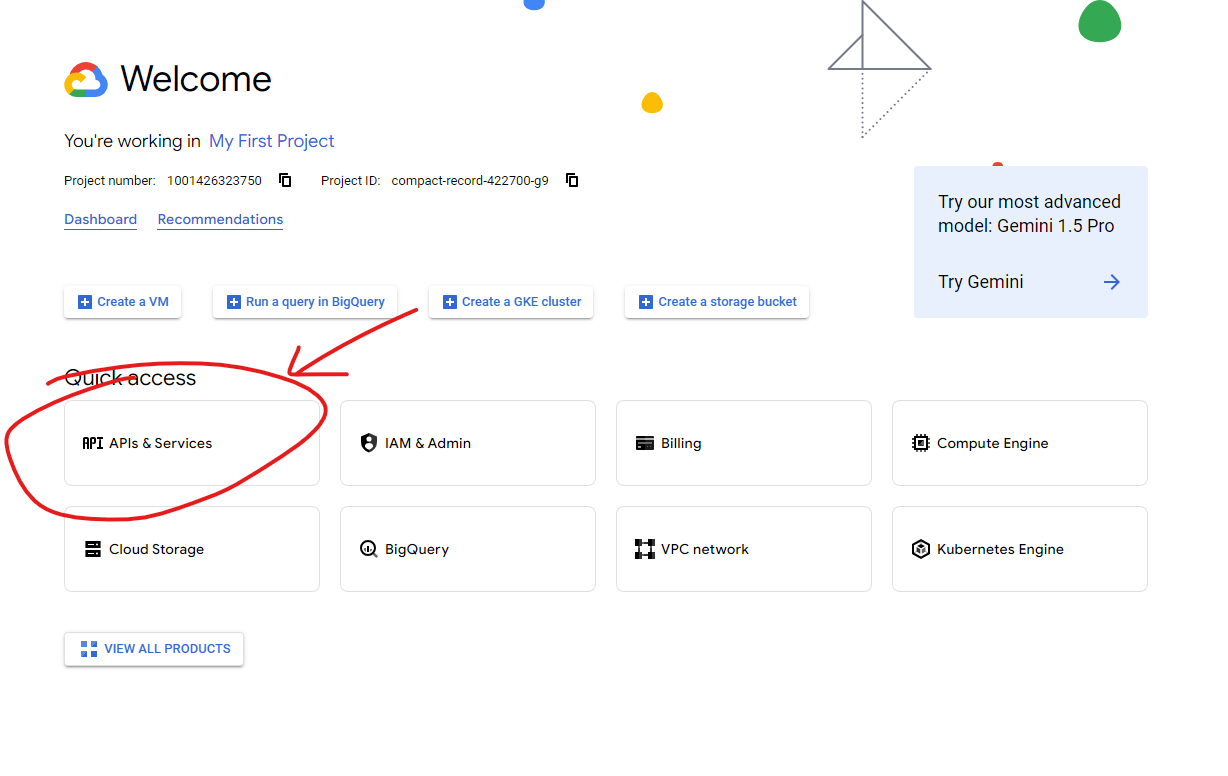 Welcome
You're working in My First Project
Project number: 1001426323750 Project ID: compact-record-422700-g9
Dashboard Recommendations
Try our most advanced
model: Gemini 1.5 Pro
Try Gemini
Create a VM Run a query in BigQuery Create a GKE cluster Create a storage bucket
Quick access
API APIs & Services IAM & Admin Billing Compute Engine
Cloud Storage BigQuery VPC network Kubernetes Engine
VIEW ALL PRODUCTS